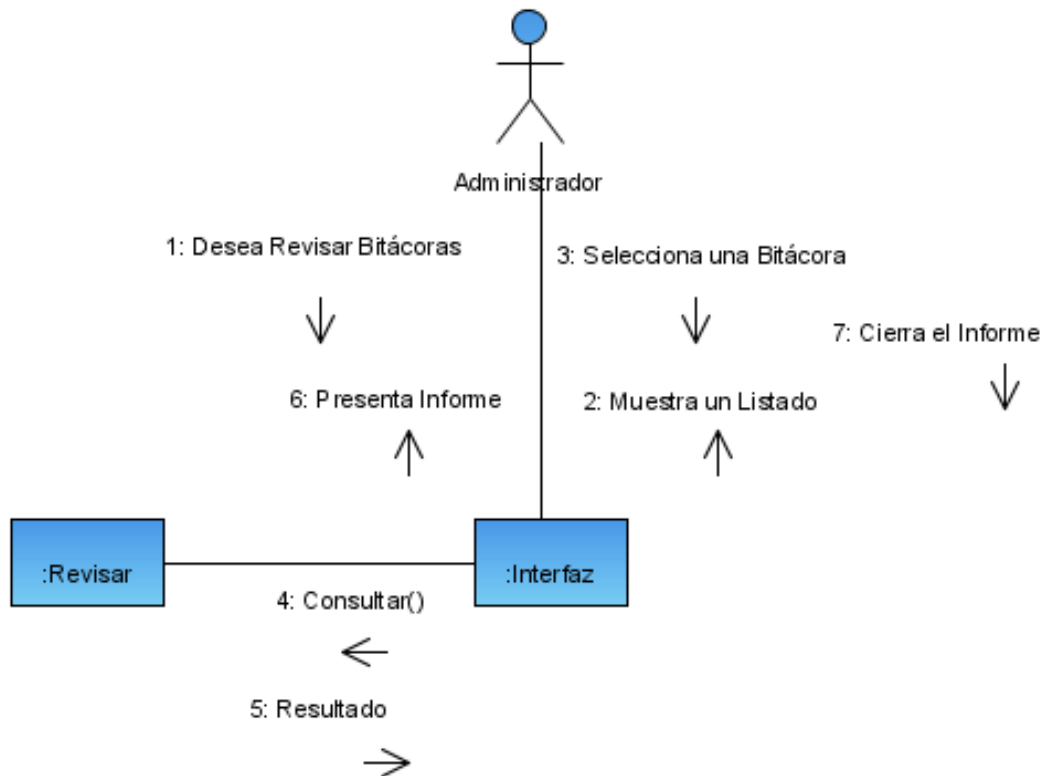 Administrador
1: Desea Revisar Bitácoras
3: Selecciona una Bitácora
7: Cierra el Informe
6: Presenta Informe
2: Muestra un Listado
:Revisar
:Interfaz
4: Consultar()
5: Resultado